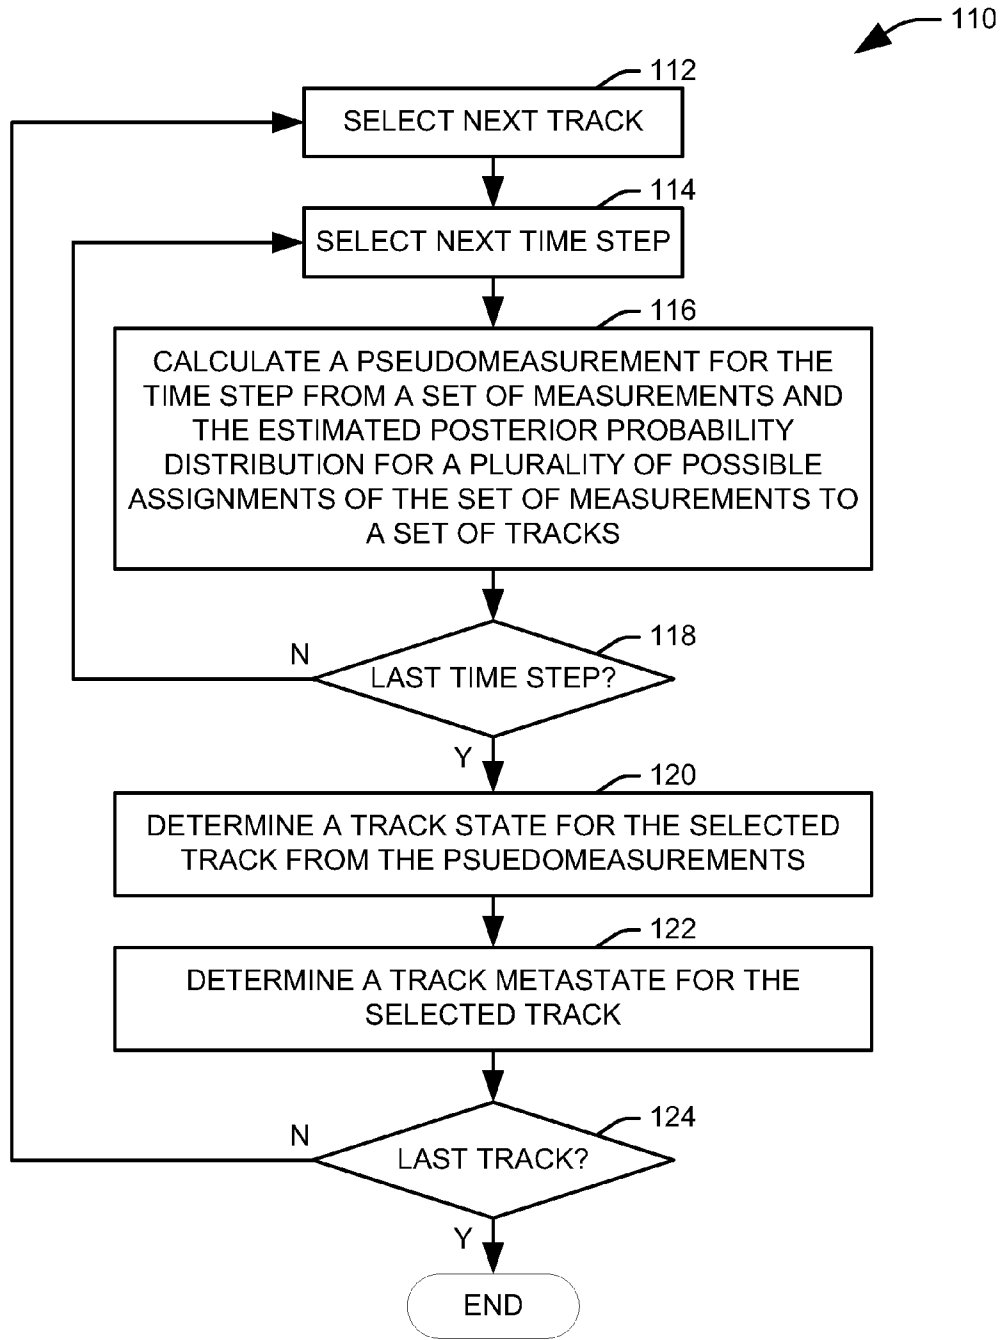 110
112
SELECT NEXT TRACK
114
SELECT NEXT TIME STEP
116
CALCULATE A PSEUDOMEASUREMENT FOR THE
TIME STEP FROM A SET OF MEASUREMENTS AND
THE ESTIMATED POSTERIOR PROBABILITY
DISTRIBUTION FOR A PLURALITY OF POSSIBLE
ASSIGNMENTS OF THE SET OF MEASUREMENTS TO
A SET OF TRACKS
118
N
LAST TIME STEP?
Y
120
DETERMINE A TRACK STATE FOR THE SELECTED
TRACK FROM THE PSUEDOMEASUREMENTS
122
DETERMINE A TRACK METASTATE FOR THE
SELECTED TRACK
124
N
LAST TRACK?
Y
END